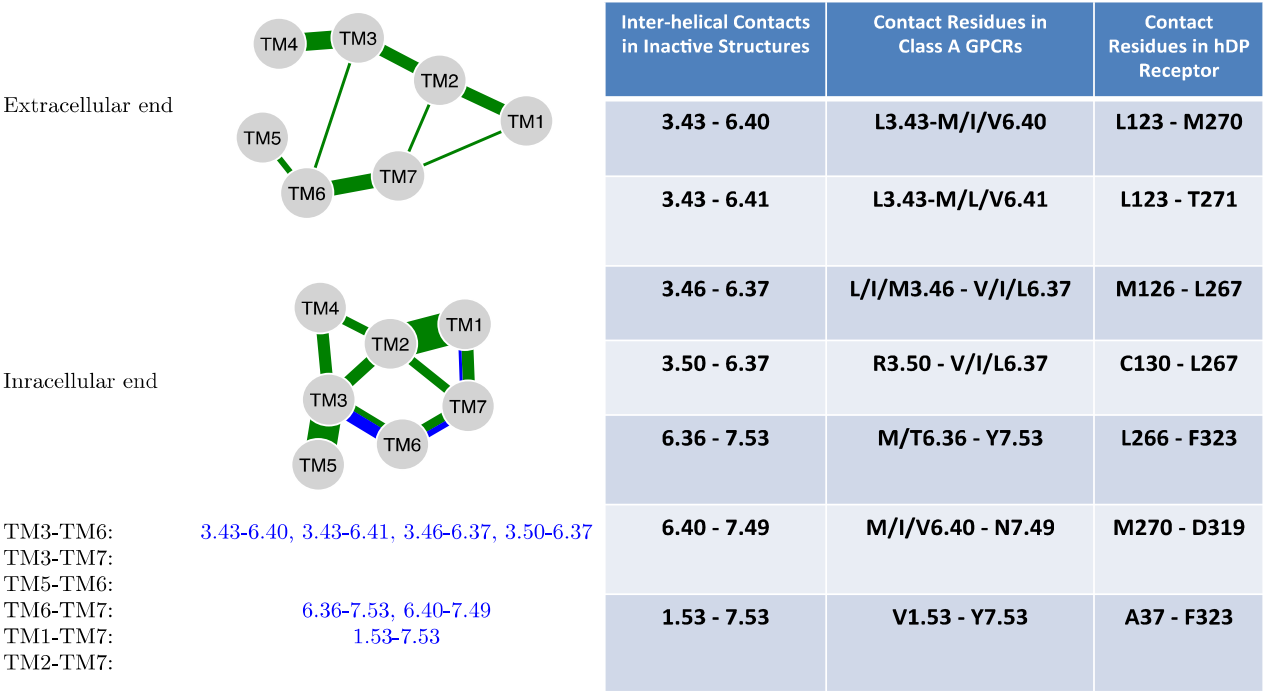 Extracellular end
TM4
TM3
TM2
TM1
TM5
TM7
TM6
Inracellular end
TM4
TM1
TM2
TM3
TM7
TM6
TM5
TM3-TM6: 3.43-6.40, 3.43-6.41, 3.46-6.37, 3.50-6.37
TM3-TM7:
TM5-TM6:
TM6-TM7: 6.36-7.53, 6.40-7.49
TM1-TM7: 1.53-7.53
TM2-TM7:
Inter-helical Contacts
in Inactive Structures
Contact Residues in
Class A GPCRs
Contact
Residues in hDP
Receptor
3.43 - 6.40 L3.43-M/I/V6.40 L123 - M270
3.43 - 6.41 L3.43-M/L/V6.41 L123 - T271
3.46 - 6.37 L/I/M3.46 - V/I/L6.37 M126 - L267
3.50 - 6.37 R3.50 - V/I/L6.37 C130 - L267
6.36 - 7.53 M/T6.36 - Y7.53 L266 - F323
6.40 - 7.49 M/I/V6.40 - N7.49 M270 - D319
1.53 - 7.53 V1.53 - Y7.53 A37 - F323